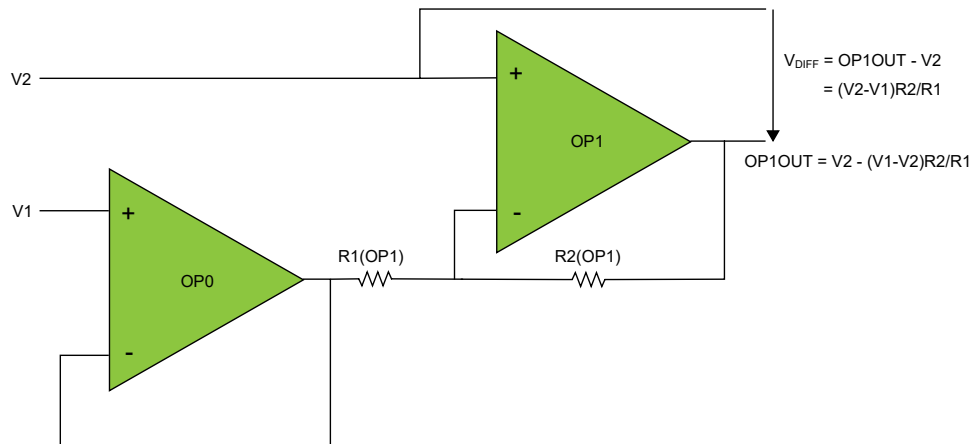 V2
+
OP1
-
V_DIFF = OP1OUT - V2
= (V2-V1)R2/R1
OP1OUT = V2 - (V1-V2)R2/R1
V1
+
OP0
-
R1(OP1)
R2(OP1)